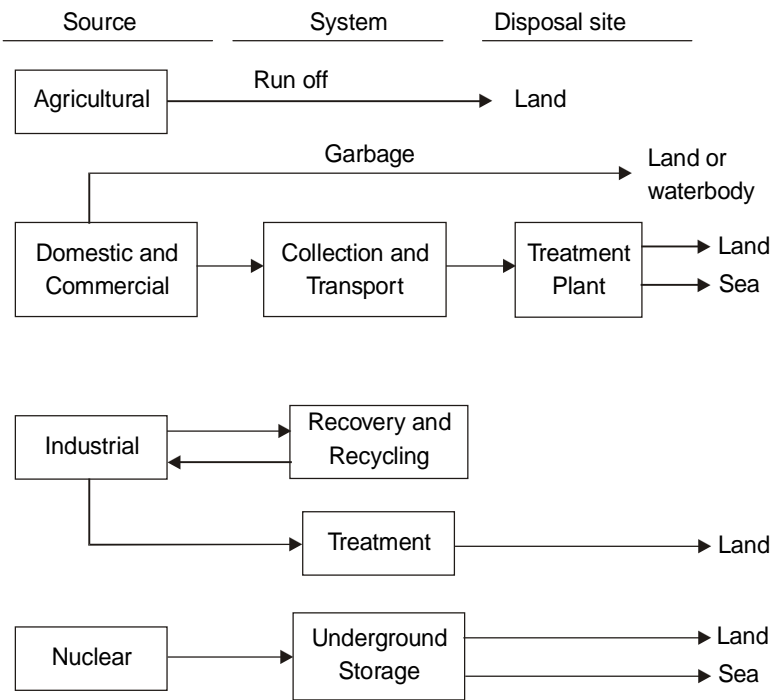 Source
System
Disposal site
Agricultural
Run off
Land
Garbage
Land or
waterbody
Domestic and
Commercial
Collection and
Transport
Treatment
Plant
Land
Sea
Industrial
Recovery and
Recycling
Treatment
Land
Nuclear
Underground
Storage
Land
Sea